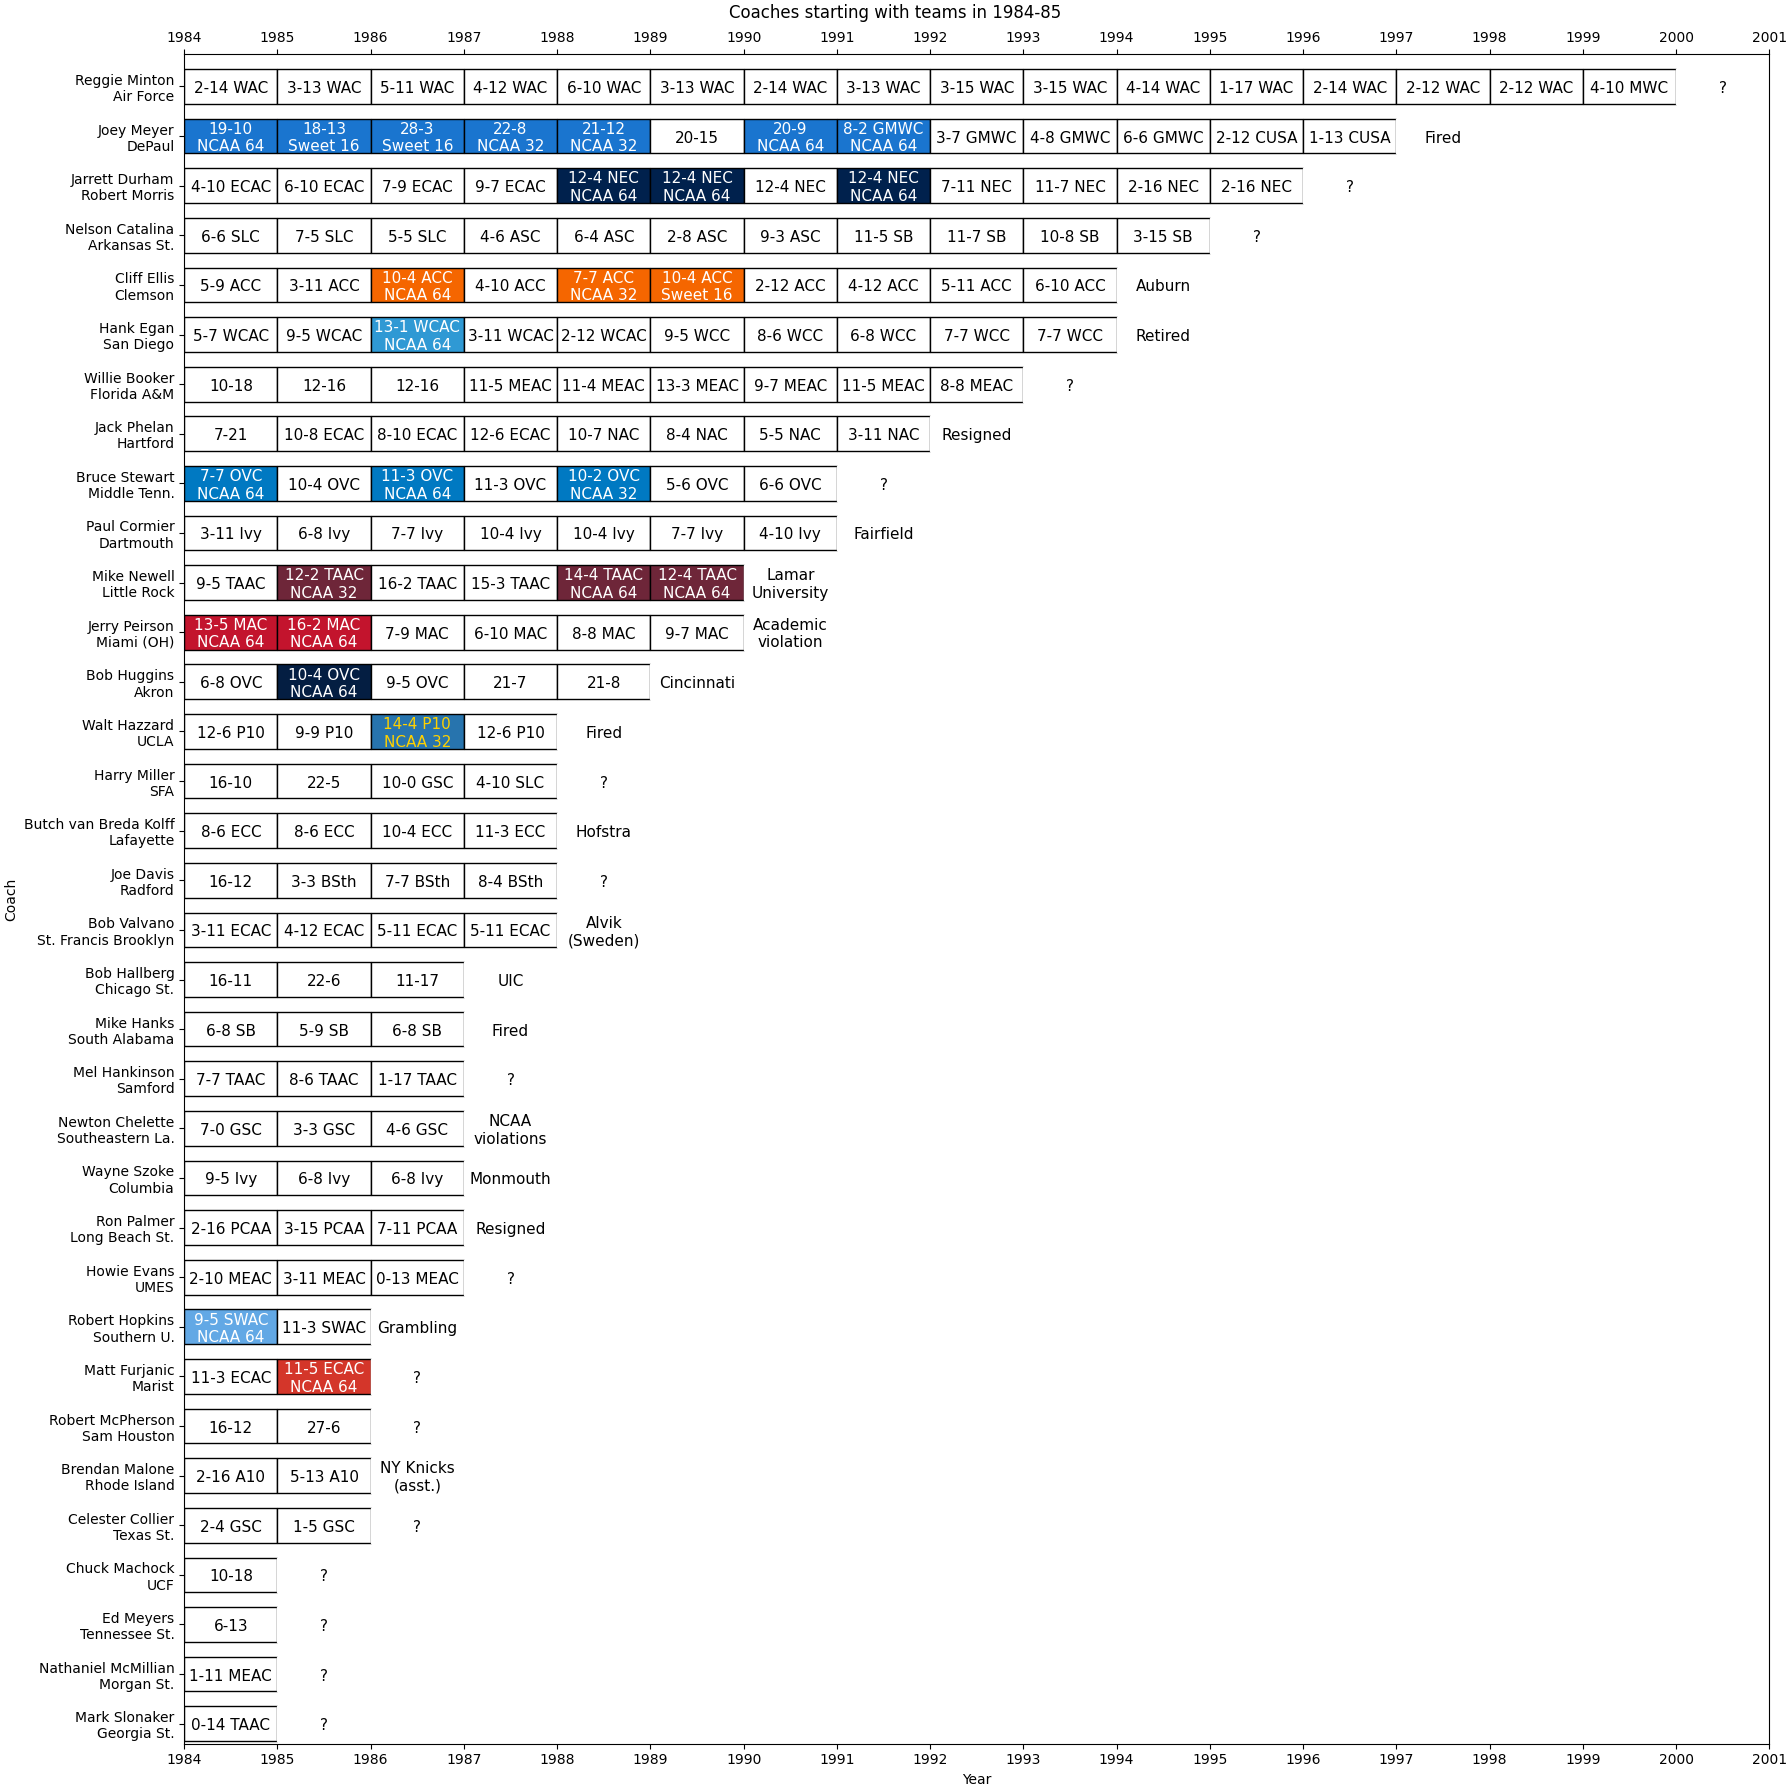 Coaches starting with teams in 1984-85
1984 1985 1986 1987 1988 1989 1990 1991 1992 1993 1994 1995 1996 1997 1998 1999 2000 2001
Reggie Minton
Air Force
2-14 WAC 3-13 WAC 5-11 WAC 4-12 WAC 6-10 WAC 3-13 WAC 2-14 WAC 3-13 WAC 3-15 WAC 3-15 WAC 4-14 WAC 1-17 WAC 2-14 WAC 2-12 WAC 2-12 WAC 4-10 MWC ?
Joey Meyer
DePaul
19-10 18-13 28-3 22-8 21-12 20-15 20-9 8-2 GMWC 3-7 GMWC 4-8 GMWC 6-6 GMWC 2-12 CUSA 1-13 CUSA Fired
NCAA 64 Sweet 16 Sweet 16 NCAA 32 NCAA 32 NCAA 64 NCAA 64
Jarrett Durham
Robert Morris
4-10 ECAC 6-10 ECAC 7-9 ECAC 9-7 ECAC 12-4 NEC 12-4 NEC 12-4 NEC 12-4 NEC 7-11 NEC 11-7 NEC 2-16 NEC 2-16 NEC ?
NCAA 64 NCAA 64 NCAA 64
Nelson Catalina
Arkansas St.
6-6 SLC 7-5 SLC 5-5 SLC 4-6 ASC 6-4 ASC 2-8 ASC 9-3 ASC 11-5 SB 11-7 SB 10-8 SB 3-15 SB ?
Cliff Ellis
Clemson
5-9 ACC 3-11 ACC 10-4 ACC 4-10 ACC 7-7 ACC 10-4 ACC 2-12 ACC 4-12 ACC 5-11 ACC 6-10 ACC Auburn
NCAA 64 NCAA 32 Sweet 16
Hank Egan
San Diego
5-7 WCAC 9-5 WCAC 13-1 WCAC 3-11 WCAC 2-12 WCAC 9-5 WCC 8-6 WCC 6-8 WCC 7-7 WCC 7-7 WCC Retired
NCAA 64
Willie Booker
Florida A&M
10-18 12-16 12-16 11-5 MEAC 11-4 MEAC 13-3 MEAC 9-7 MEAC 11-5 MEAC 8-8 MEAC ?
Jack Phelan
Hartford
7-21 10-8 ECAC 8-10 ECAC 12-6 ECAC 10-7 NAC 8-4 NAC 5-5 NAC 3-11 NAC Resigned
Bruce Stewart
Middle Tenn.
7-7 OVC 10-4 OVC 11-3 OVC 11-3 OVC 10-2 OVC 5-6 OVC 6-6 OVC ?
NCAA 64 NCAA 64 NCAA 32
Paul Cormier
Dartmouth
3-11 Ivy 6-8 Ivy 7-7 Ivy 10-4 Ivy 10-4 Ivy 7-7 Ivy 4-10 Ivy Fairfield
Mike Newell
Little Rock
9-5 TAAC 12-2 TAAC 16-2 TAAC 15-3 TAAC 14-4 TAAC 12-4 TAAC Lamar
NCAA 32 NCAA 64 NCAA 64 University
Jerry Peirson
Miami (OH)
13-5 MAC 16-2 MAC 7-9 MAC 6-10 MAC 8-8 MAC 9-7 MAC Academic
NCAA 64 NCAA 64 violation
Bob Huggins
Akron
6-8 OVC 10-4 OVC 9-5 OVC 21-7 21-8 Cincinnati
NCAA 64
Walt Hazzard
UCLA
12-6 P10 9-9 P10 14-4 P10 12-6 P10 Fired
NCAA 32
Harry Miller
SFA
16-10 22-5 10-0 GSC 4-10 SLC ?
Butch van Breda Kolff
Lafayette
8-6 ECC 8-6 ECC 10-4 ECC 11-3 ECC Hofstra
Joe Davis
Radford
16-12 3-3 BSth 7-7 BSth 8-4 BSth ?
Bob Valvano
St. Francis Brooklyn
3-11 ECAC 4-12 ECAC 5-11 ECAC 5-11 ECAC Alvik
(Sweden)
Bob Hallberg
Chicago St.
16-11 22-6 11-17 UIC
Mike Hanks
South Alabama
6-8 SB 5-9 SB 6-8 SB Fired
Mel Hankinson
Samford
7-7 TAAC 8-6 TAAC 1-17 TAAC ?
Newton Chelette
Southeastern La.
7-0 GSC 3-3 GSC 4-6 GSC NCAA
violations
Wayne Szoke
Columbia
9-5 Ivy 6-8 Ivy 6-8 Ivy Monmouth
Ron Palmer
Long Beach St.
2-16 PCAA 3-15 PCAA 7-11 PCAA Resigned
Howie Evans
UMES
2-10 MEAC 3-11 MEAC 0-13 MEAC ?
Robert Hopkins
Southern U.
9-5 SWAC 11-3 SWAC Grambling
NCAA 64
Matt Furjanic
Marist
11-3 ECAC 11-5 ECAC ?
NCAA 64
Robert McPherson
Sam Houston
16-12 27-6 ?
Brendan Malone
Rhode Island
2-16 A10 5-13 A10 NY Knicks
(asst.)
Celester Collier
Texas St.
2-4 GSC 1-5 GSC ?
Chuck Machock
UCF
10-18 ?
Ed Meyers
Tennessee St.
6-13 ?
Nathaniel McMillian
Morgan St.
1-11 MEAC ?
Mark Slonaker
Georgia St.
0-14 TAAC ?
Coach
1984 1985 1986 1987 1988 1989 1990 1991 1992 1993 1994 1995 1996 1997 1998 1999 2000 2001
Year